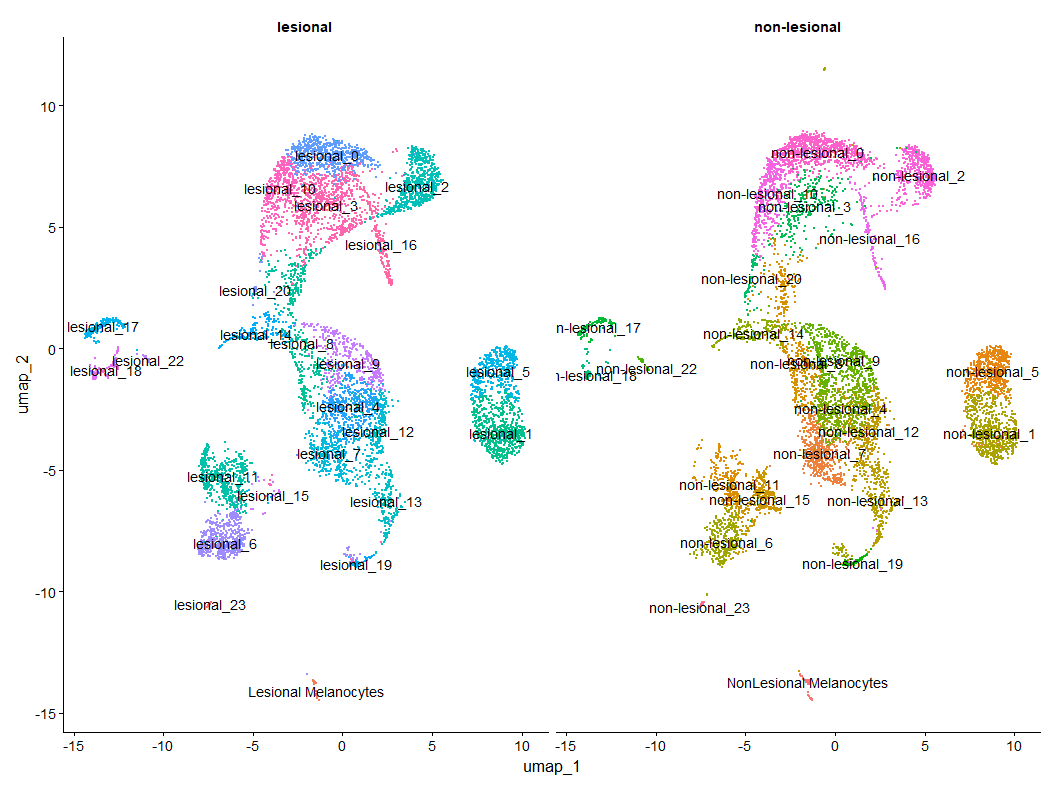 lesional
non-lesional
10
5
0
-5
-10
-15
umap_2
lesional_0
lesional_10
lesional_2
lesional_3
lesional_16
lesional_20
lesional_17
lesional_14
lesional_8
lesional_22
lesional_18
lesional_9
lesional_5
lesional_4
lesional_12
lesional_1
lesional_7
lesional_11
lesional_15
lesional_13
lesional_6
lesional_19
lesional_23
Lesional Melanocytes
non-lesional_0
non-lesional_2
non-lesional_10
non-lesional_3
non-lesional_16
non-lesional_20
on-lesional_17
non-lesional_14
non-lesional_9
non-lesional_8
non-lesional_22
n-lesional_18
non-lesional_5
non-lesional_4
non-lesional_12
non-lesional_1
non-lesional_7
non-lesional_11
non-lesional_15
non-lesional_13
non-lesional_6
non-lesional_19
non-lesional_23
NonLesional Melanocytes
-15 -10 -5 0 5 10
-15 -10 -5 0 5 10
umap_1